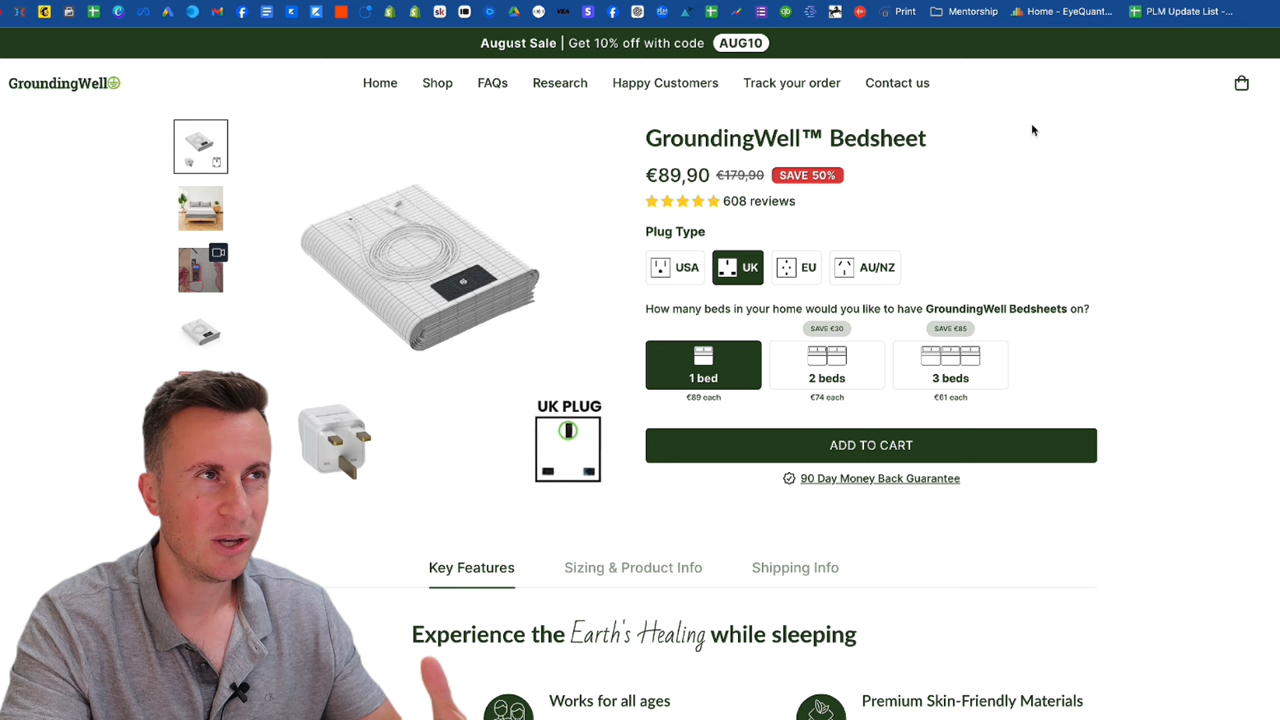 Print
Mentorship
Home - EyeQuant...
PLM Update List -...
August Sale | Get 10% off with code AUG10
GroundingWell
Home
Shop
FAQs
Research
Happy Customers
Track your order
Contact us
GroundingWell™ Bedsheet
€89,90 €179,90 SAVE 50%
608 reviews
Plug Type
USA
UK
EU
AU/NZ
How many beds in your home would you like to have GroundingWell Bedsheets on?
SAVE €30
SAVE €85
1 bed
2 beds
3 beds
€89 each
€74 each
€61 each
UK PLUG
ADD TO CART
90 Day Money Back Guarantee
Key Features
Sizing & Product Info
Shipping Info
Experience the Earth's Healing while sleeping
Works for all ages
Premium Skin-Friendly Materials